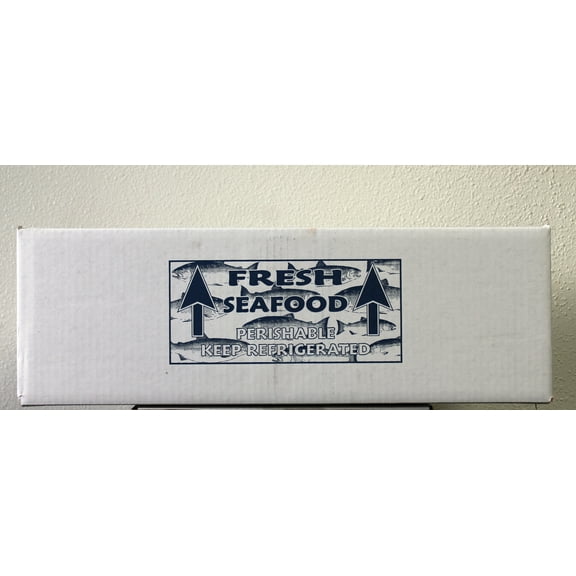 FRESH
SEAFOOD
PERISHABLE
KEEP REFRIGERATED